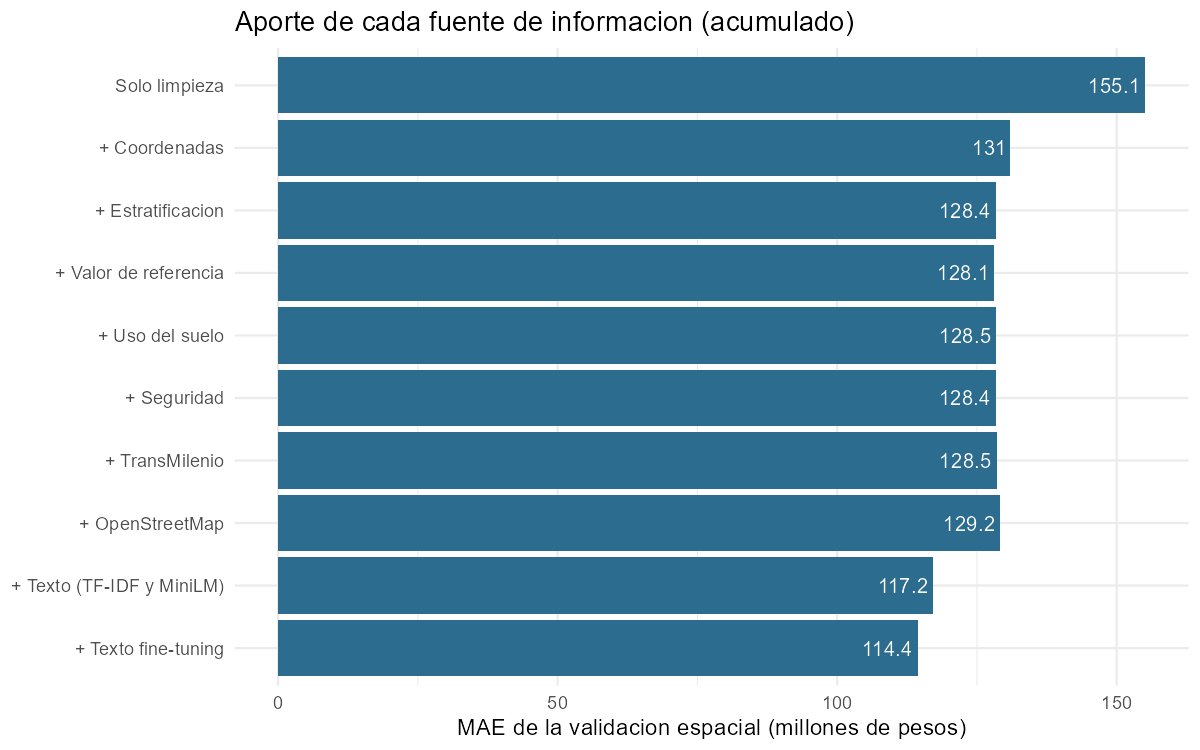 Aporte de cada fuente de informacion (acumulado)
Solo limpieza
155.1
+ Coordenadas
131
+ Estratificacion
128.4
+ Valor de referencia
128.1
+ Uso del suelo
128.5
+ Seguridad
128.4
+ TransMilenio
128.5
+ OpenStreetMap
129.2
+ Texto (TF-IDF y MiniLM)
117.2
+ Texto fine-tuning
114.4
0 50 100 150
MAE de la validacion espacial (millones de pesos)